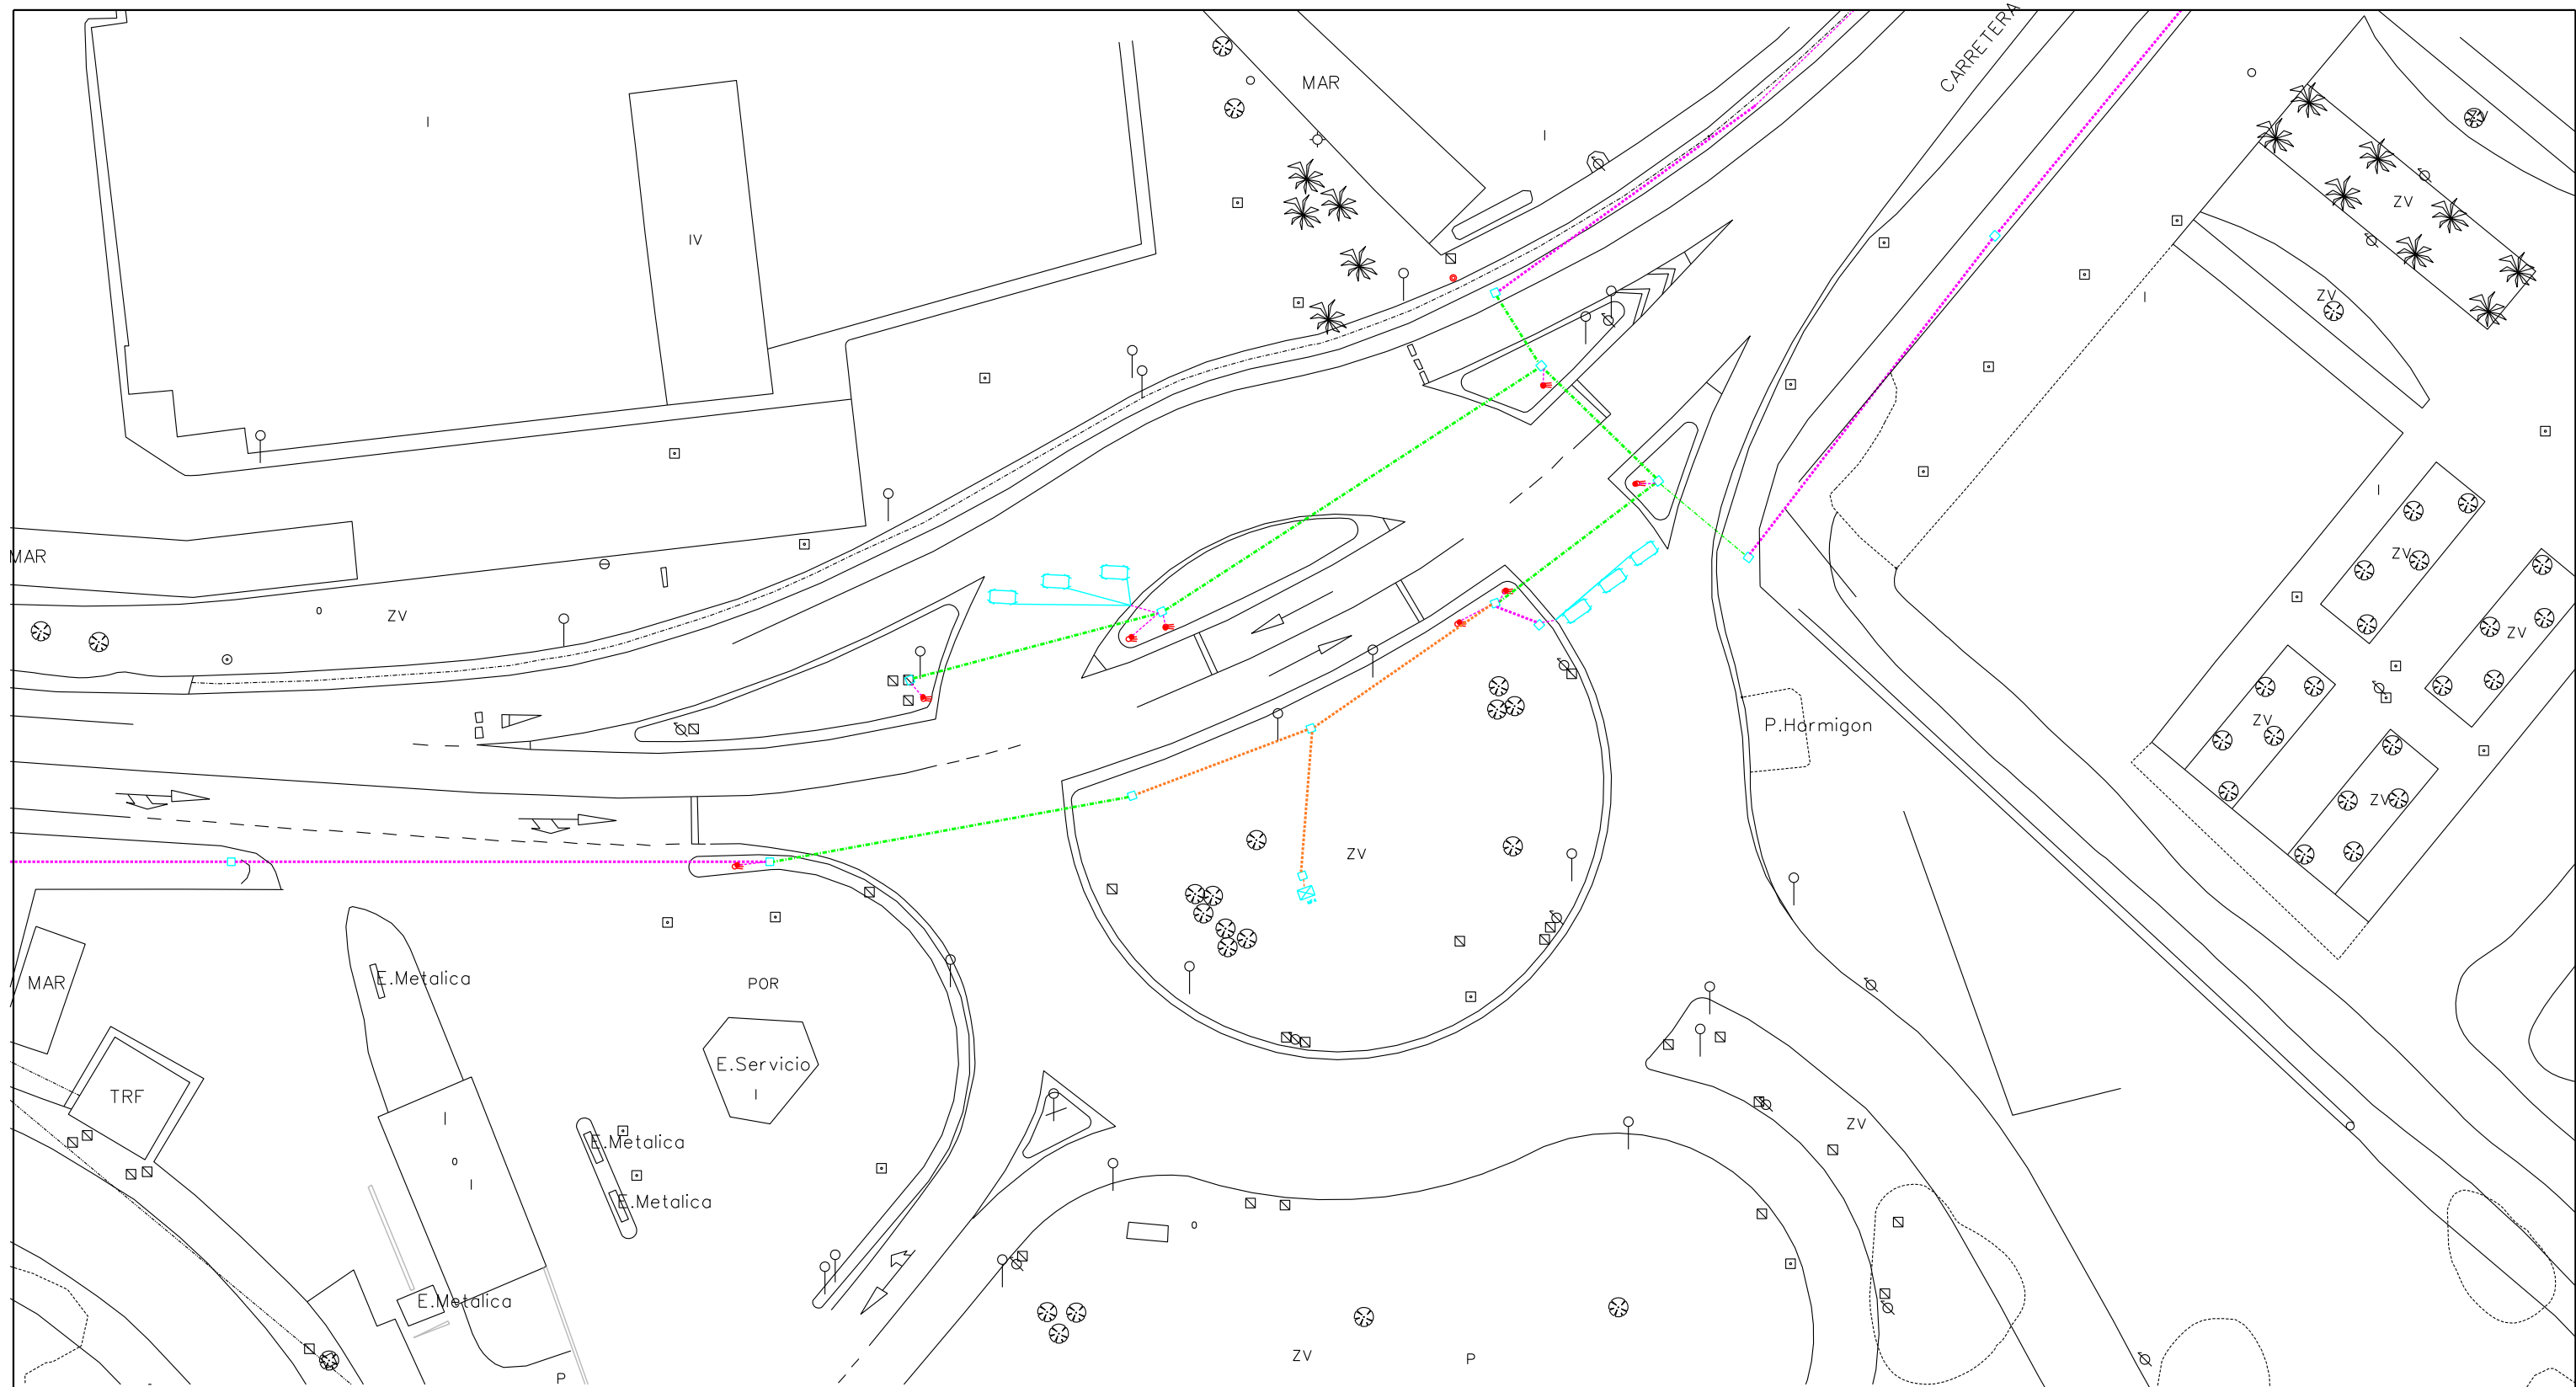 CARRETERA
MAR
I
I
ZV
IV
ZV
I
ZV
MAR
I
ZV
O
ZV
ZV
ZV
P.Hormigon
ZV
ZV
E.Metalica
MAR
POR
E.Servicio
I
TRF
I
ZV
E.Metalica
O
I
E.Metalica
O
E.Metalica
ZV
P
P